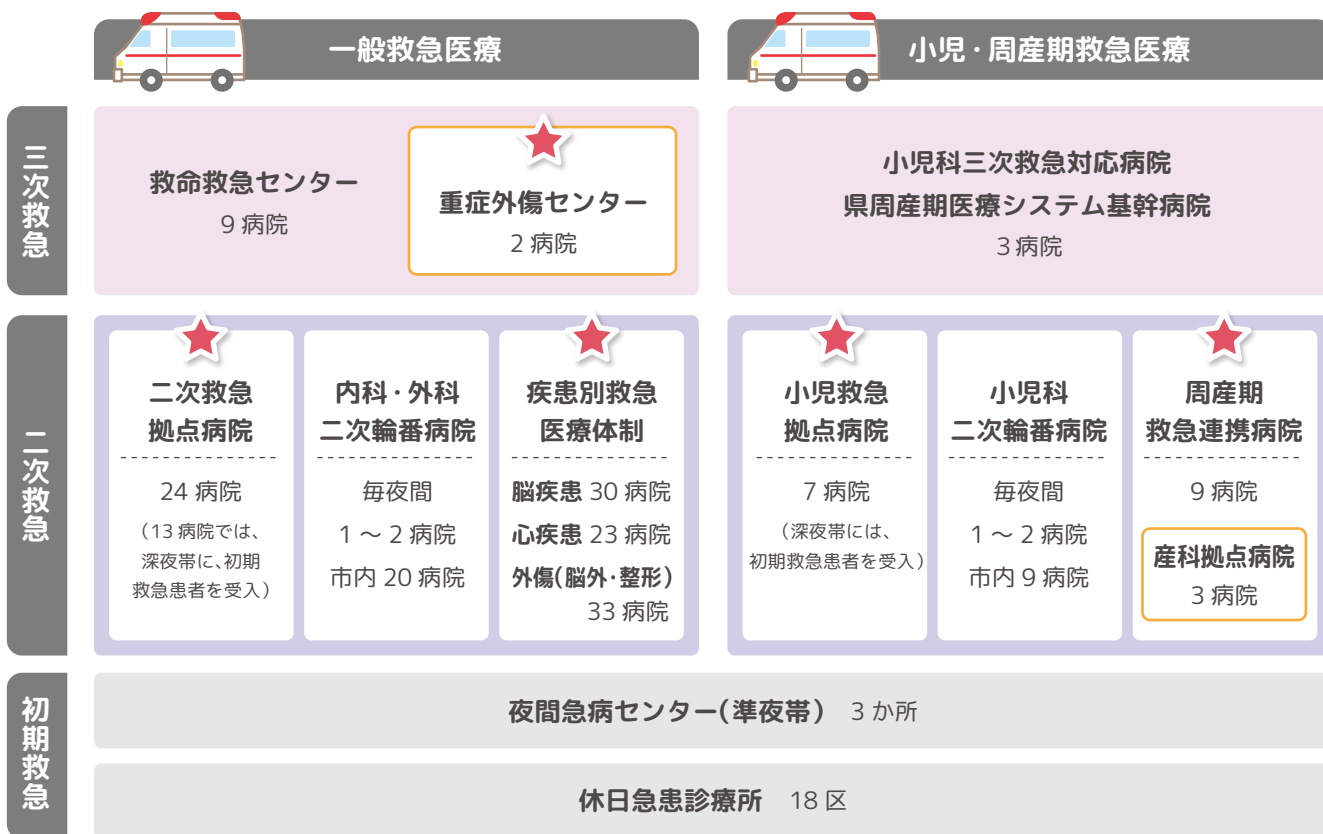 一般救急医療
小児・周産期救急医療
三次救急
救命救急センター
9 病院
重症外傷センター
2 病院
小児科三次救急対応病院
県周産期医療システム基幹病院
3 病院
二次救急
二次救急
拠点病院
24 病院
（13 病院では、
深夜帯に、初期
救急患者を受入）
内科・外科
二次輪番病院
毎夜間
1 ～ 2 病院
市内 20 病院
疾患別救急
医療体制
脳疾患 30 病院
心疾患 23 病院
外傷(脳外・整形)
33 病院
小児救急
拠点病院
7 病院
（深夜帯には、
初期救急患者を受入）
小児科
二次輪番病院
毎夜間
1 ～ 2 病院
市内 9 病院
周産期
救急連携病院
9 病院
産科拠点病院
3 病院
初期救急
夜間急病センター(準夜帯) 3 か所
休日急患診療所 18 区